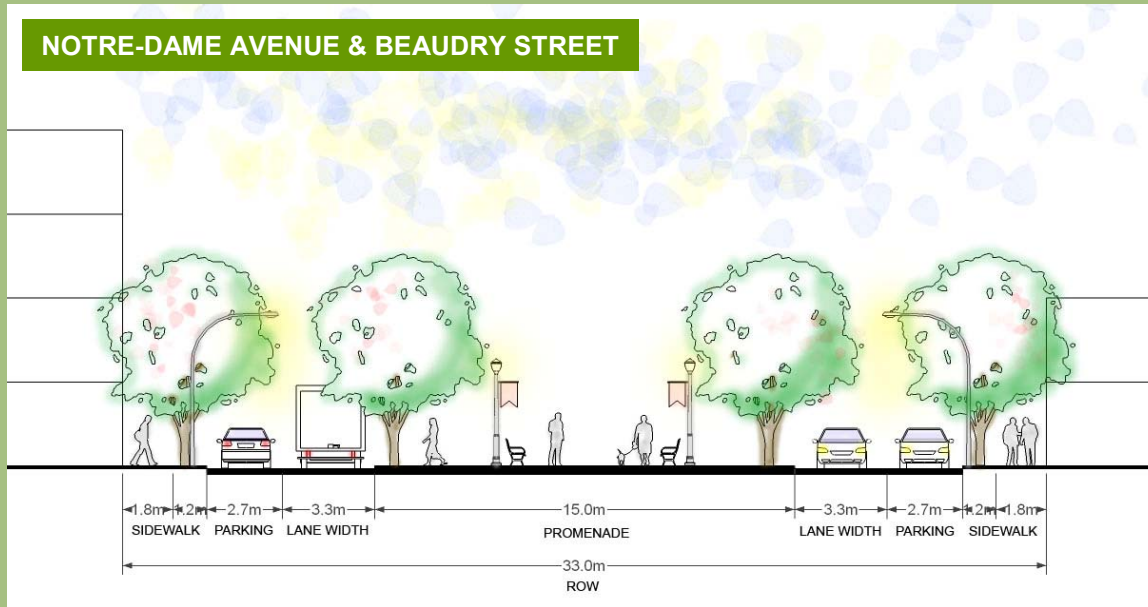 NOTRE-DAME AVENUE & BEAUDRY STREET
1.8m 1.2m 2.7m 3.3m 15.0m 3.3m 2.7m 1.2m 1.8m
SIDEWALK PARKING LANE WIDTH PROMENADE LANE WIDTH PARKING SIDEWALK
33.0m
ROW